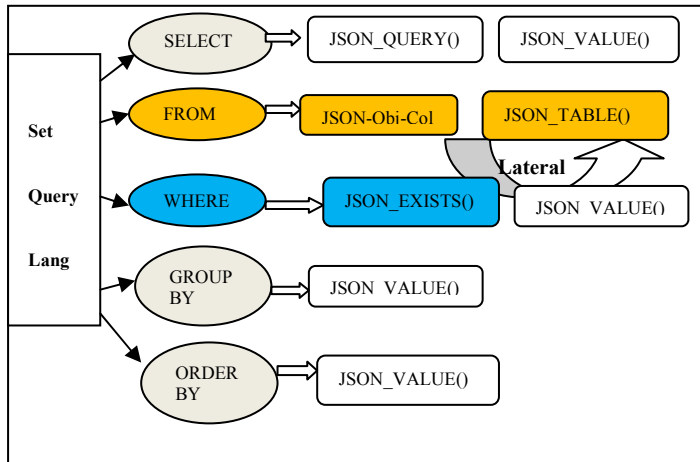 SELECT
JSON_QUERY()
JSON_VALUE()
Set
Query
Lang
FROM
JSON-Obj-Col
JSON_TABLE()
Lateral
WHERE
JSON_EXISTS()
JSON_VALUE()
GROUP
BY
JSON_VALUE()
ORDER
BY
JSON_VALUE()